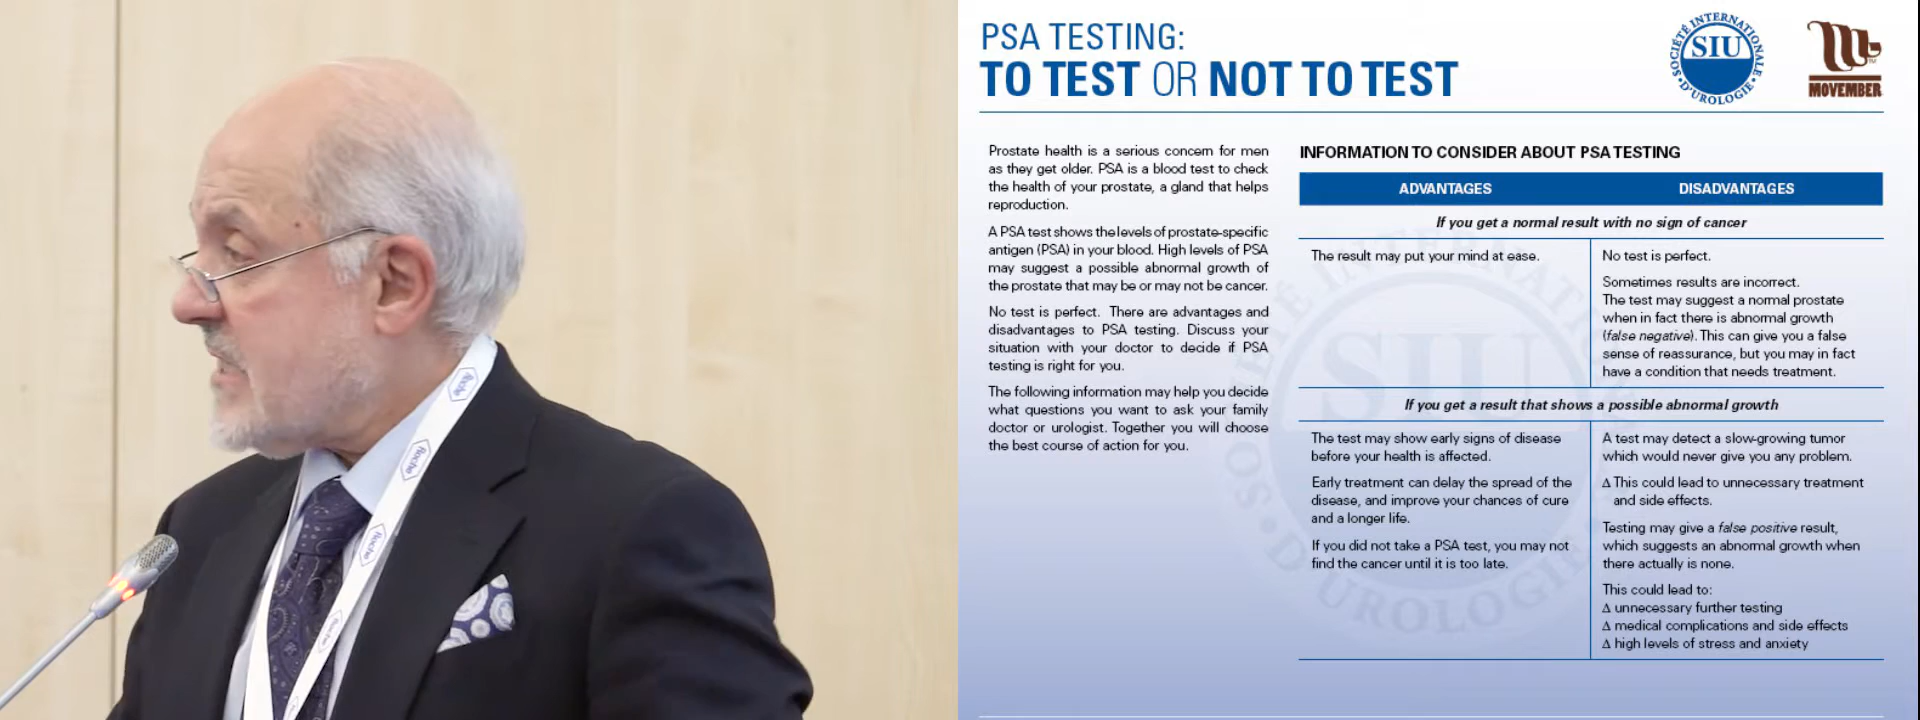 Roche
Roche
Roche
PSA TESTING:
TO TEST OR NOT TO TEST
SOCIÉTÉ INTERNATIONALE
SIU
D'UROLOGIE
MOVEMBER
Prostate health is a serious concern for men
as they get older. PSA is a blood test to check
the health of your prostate, a gland that helps
reproduction.
A PSA test shows the levels of prostate-specific
antigen (PSA) in your blood. High levels of PSA
may suggest a possible abnormal growth of
the prostate that may be or may not be cancer.
No test is perfect. There are advantages and
disadvantages to PSA testing. Discuss your
situation with your doctor to decide if PSA
testing is right for you.
The following information may help you decide
what questions you want to ask your family
doctor or urologist. Together you will choose
the best course of action for you.
INFORMATION TO CONSIDER ABOUT PSA TESTING
ADVANTAGES DISADVANTAGES
If you get a normal result with no sign of cancer
The result may put your mind at ease.
No test is perfect.
Sometimes results are incorrect.
The test may suggest a normal prostate
when in fact there is abnormal growth
(false negative). This can give you a false
sense of reassurance, but you may in fact
have a condition that needs treatment.
If you get a result that shows a possible abnormal growth
The test may show early signs of disease
before your health is affected.
Early treatment can delay the spread of the
disease, and improve your chances of cure
and a longer life.
If you did not take a PSA test, you may not
find the cancer until it is too late.
A test may detect a slow-growing tumor
which would never give you any problem.
∆ This could lead to unnecessary treatment
and side effects.
Testing may give a false positive result,
which suggests an abnormal growth when
there actually is none.
This could lead to:
∆ unnecessary further testing
∆ medical complications and side effects
∆ high levels of stress and anxiety